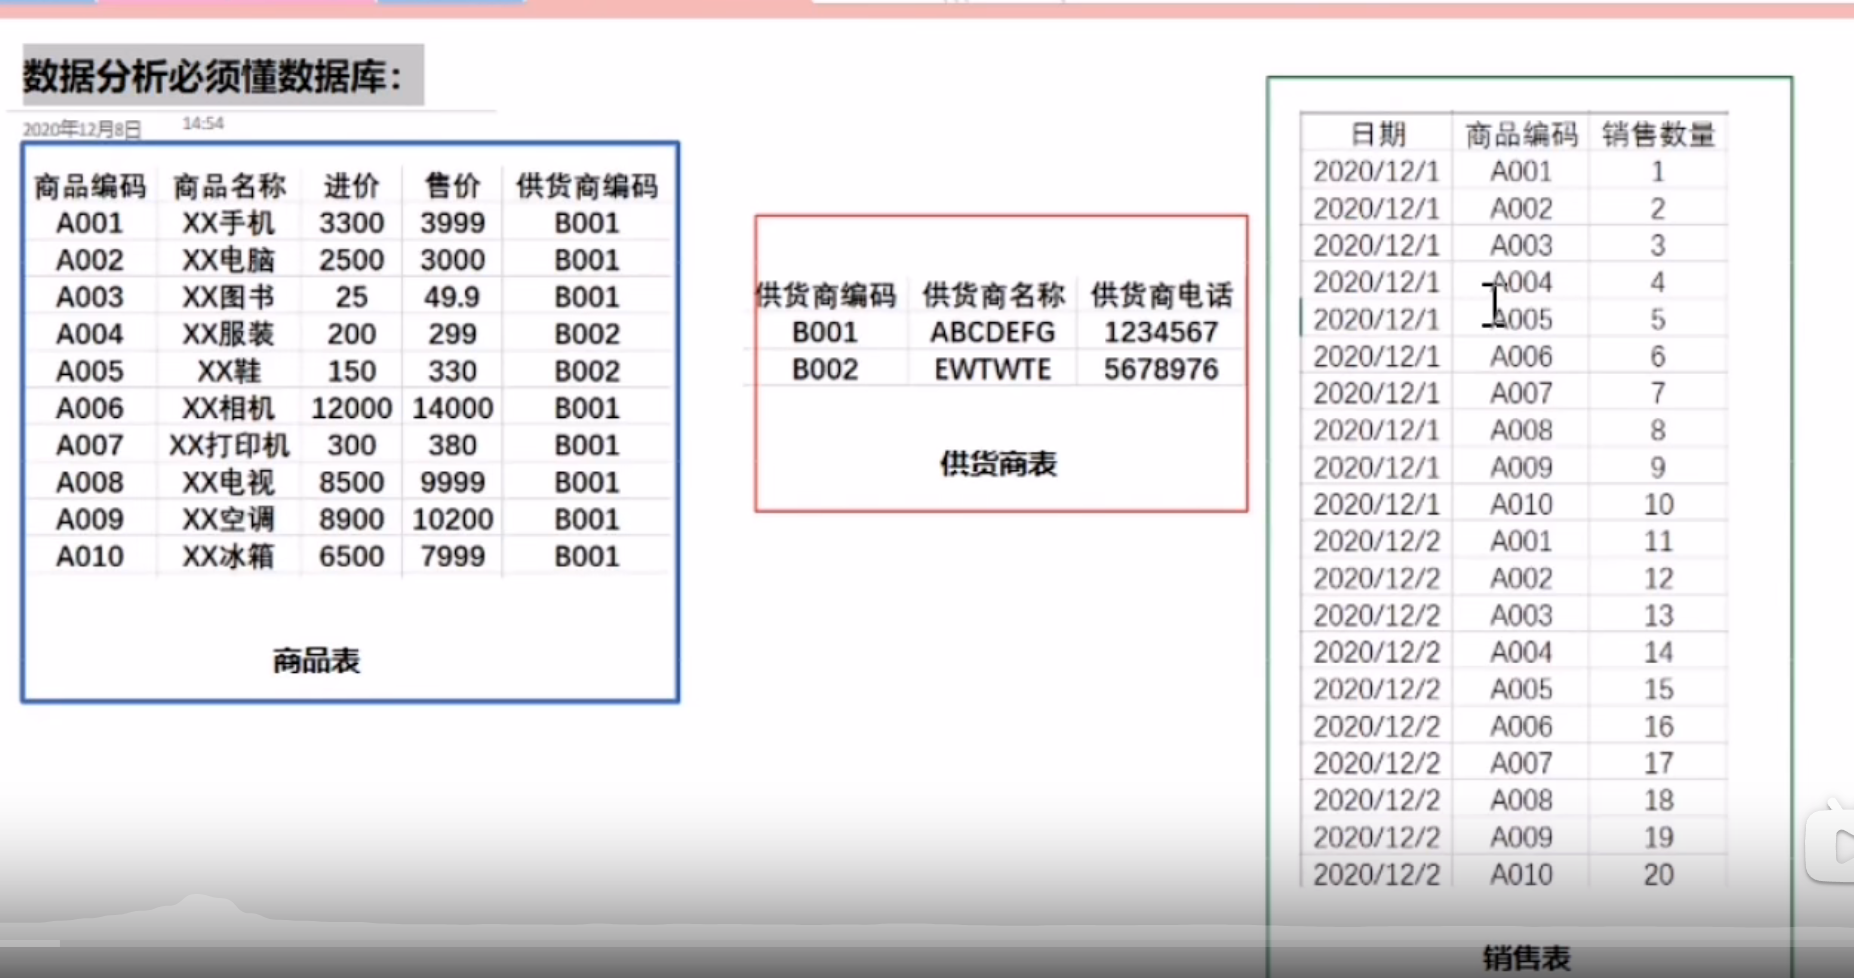 数据分析必须懂数据库：
2020年12月8日 14:54
商品编码 商品名称 进价 售价 供货商编码
A001 XX手机 3300 3999 B001
A002 XX电脑 2500 3000 B001
A003 XX图书 25 49.9 B001
A004 XX服装 200 299 B002
A005 XX鞋 150 330 B002
A006 XX相机 12000 14000 B001
A007 XX打印机 300 380 B001
A008 XX电视 8500 9999 B001
A009 XX空调 8900 10200 B001
A010 XX冰箱 6500 7999 B001
商品表
供货商编码 供货商名称 供货商电话
B001 ABCDEFG 1234567
B002 EWTWTE 5678976
供货商表
日期 商品编码 销售数量
2020/12/1 A001 1
2020/12/1 A002 2
2020/12/1 A003 3
2020/12/1 A004 4
2020/12/1 A005 5
2020/12/1 A006 6
2020/12/1 A007 7
2020/12/1 A008 8
2020/12/1 A009 9
2020/12/1 A010 10
2020/12/2 A001 11
2020/12/2 A002 12
2020/12/2 A003 13
2020/12/2 A004 14
2020/12/2 A005 15
2020/12/2 A006 16
2020/12/2 A007 17
2020/12/2 A008 18
2020/12/2 A009 19
2020/12/2 A010 20
销售表